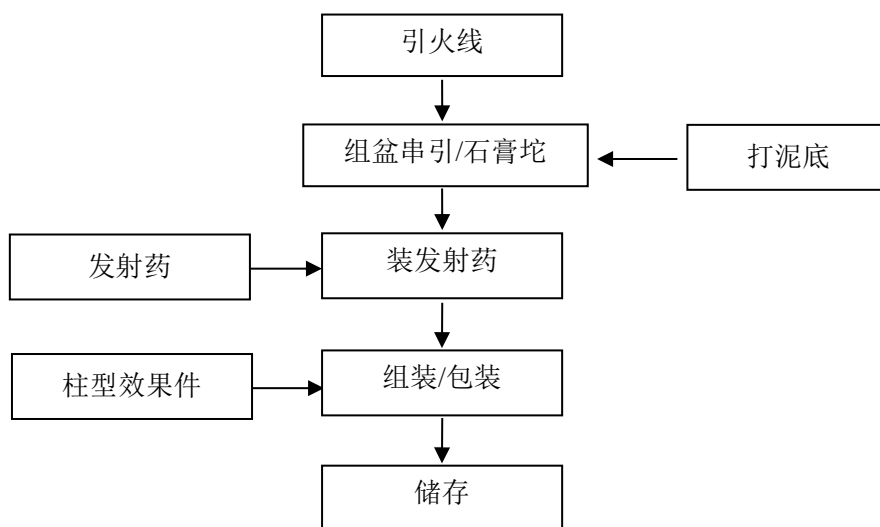 引火线
组盆串引/石膏坨
打泥底
发射药
装发射药
柱型效果件
组装/包装
储存